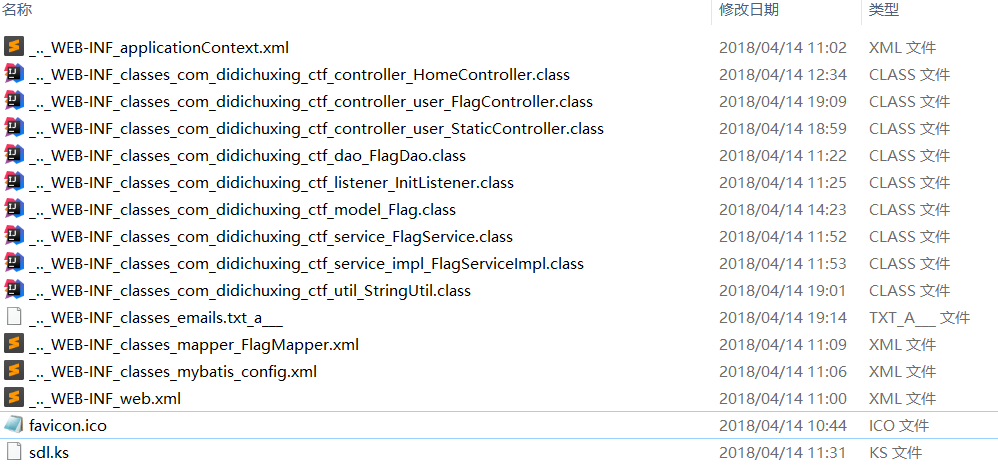 名称 修改日期 类型
_.._WEB-INF_applicationContext.xml 2018/04/14 11:02 XML 文件
_.._WEB-INF_classes_com_didichuxing_ctf_controller_HomeController.class 2018/04/14 12:34 CLASS 文件
_.._WEB-INF_classes_com_didichuxing_ctf_controller_user_FlagController.class 2018/04/14 19:09 CLASS 文件
_.._WEB-INF_classes_com_didichuxing_ctf_controller_user_StaticController.class 2018/04/14 18:59 CLASS 文件
_.._WEB-INF_classes_com_didichuxing_ctf_dao_FlagDao.class 2018/04/14 11:22 CLASS 文件
_.._WEB-INF_classes_com_didichuxing_ctf_listener_InitListener.class 2018/04/14 11:25 CLASS 文件
_.._WEB-INF_classes_com_didichuxing_ctf_model_Flag.class 2018/04/14 14:23 CLASS 文件
_.._WEB-INF_classes_com_didichuxing_ctf_service_FlagService.class 2018/04/14 11:52 CLASS 文件
_.._WEB-INF_classes_com_didichuxing_ctf_service_impl_FlagServiceImpl.class 2018/04/14 11:53 CLASS 文件
_.._WEB-INF_classes_com_didichuxing_ctf_util_StringUtil.class 2018/04/14 19:01 CLASS 文件
_.._WEB-INF_classes_emails.txt_a___ 2018/04/14 19:14 TXT_A___ 文件
_.._WEB-INF_classes_mapper_FlagMapper.xml 2018/04/14 11:09 XML 文件
_.._WEB-INF_classes_mybatis_config.xml 2018/04/14 11:06 XML 文件
_.._WEB-INF_web.xml 2018/04/14 11:00 XML 文件
favicon.ico 2018/04/14 10:44 ICO 文件
sdl.ks 2018/04/14 11:31 KS 文件